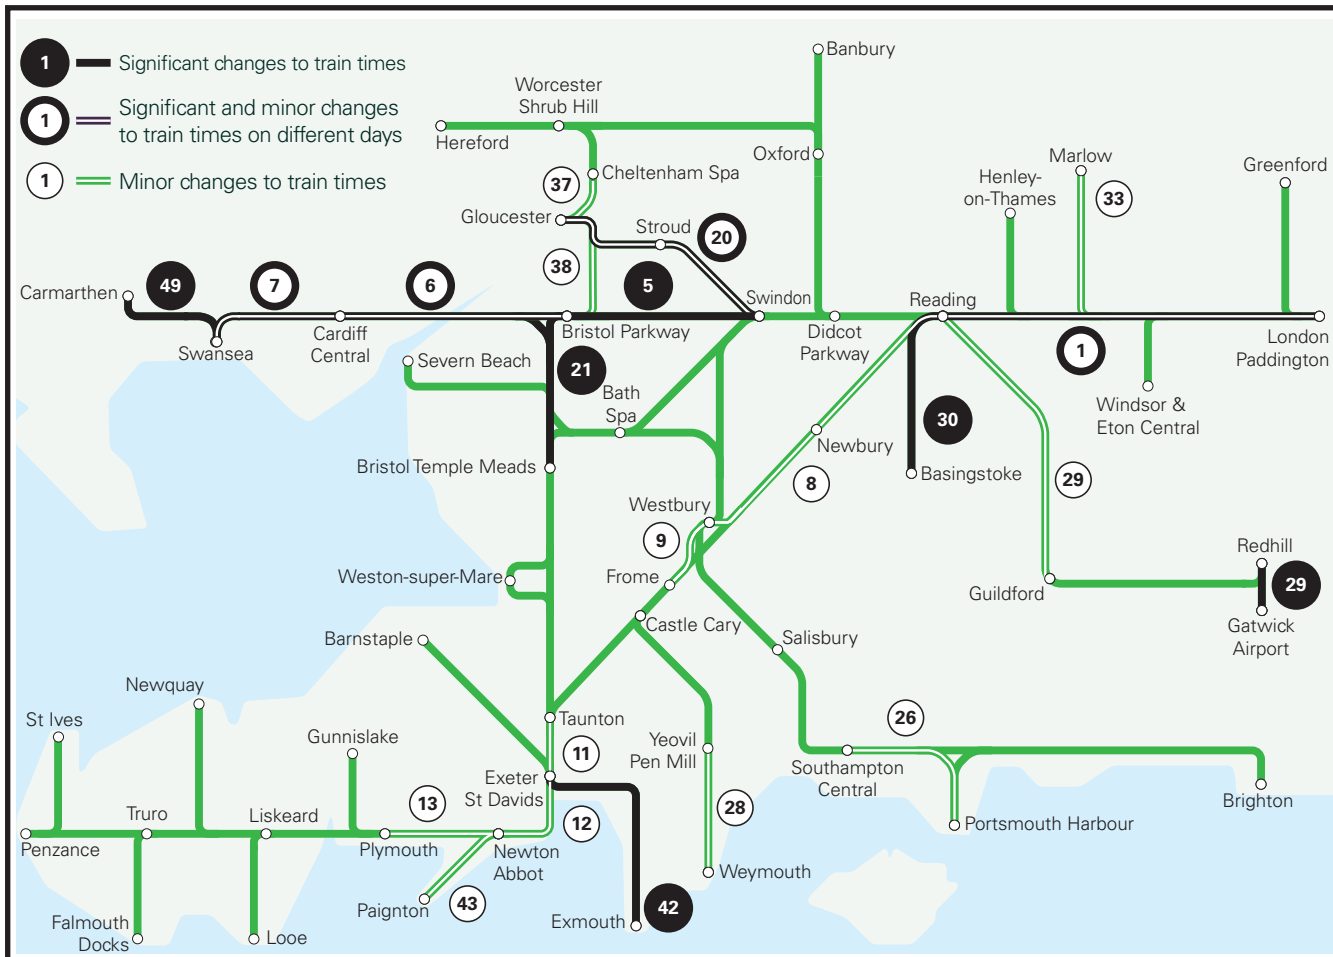 1 Significant changes to train times
1 Significant and minor changes
to train times on different days
1 Minor changes to train times
Banbury
Worcester
Shrub Hill
Hereford
Oxford
Marlow
Greenford
Henley-
on-Thames
33
37
Cheltenham Spa
Gloucester
Stroud
20
38
Carmarthen
49
7
6
5
Swindon
Reading
Swansea
Cardiff
Central
Bristol Parkway
Didcot
Parkway
1
London
Paddington
Severn Beach
21
Bath
Spa
Windsor &
Eton Central
30
Newbury
Bristol Temple Meads
Basingstoke
8
29
Westbury
9
Redhill
Weston-super-Mare
Frome
Guildford
29
Gatwick
Airport
Castle Cary
Barnstaple
Salisbury
Newquay
St Ives
Gunnislake
Taunton
26
11
Yeovil
Pen Mill
Exeter
St Davids
Southampton
Central
Brighton
13
12
28
Truro
Liskeard
Portsmouth Harbour
Penzance
Plymouth
Newton
Abbot
Weymouth
Paignton
43
42
Exmouth
Falmouth
Docks
Looe